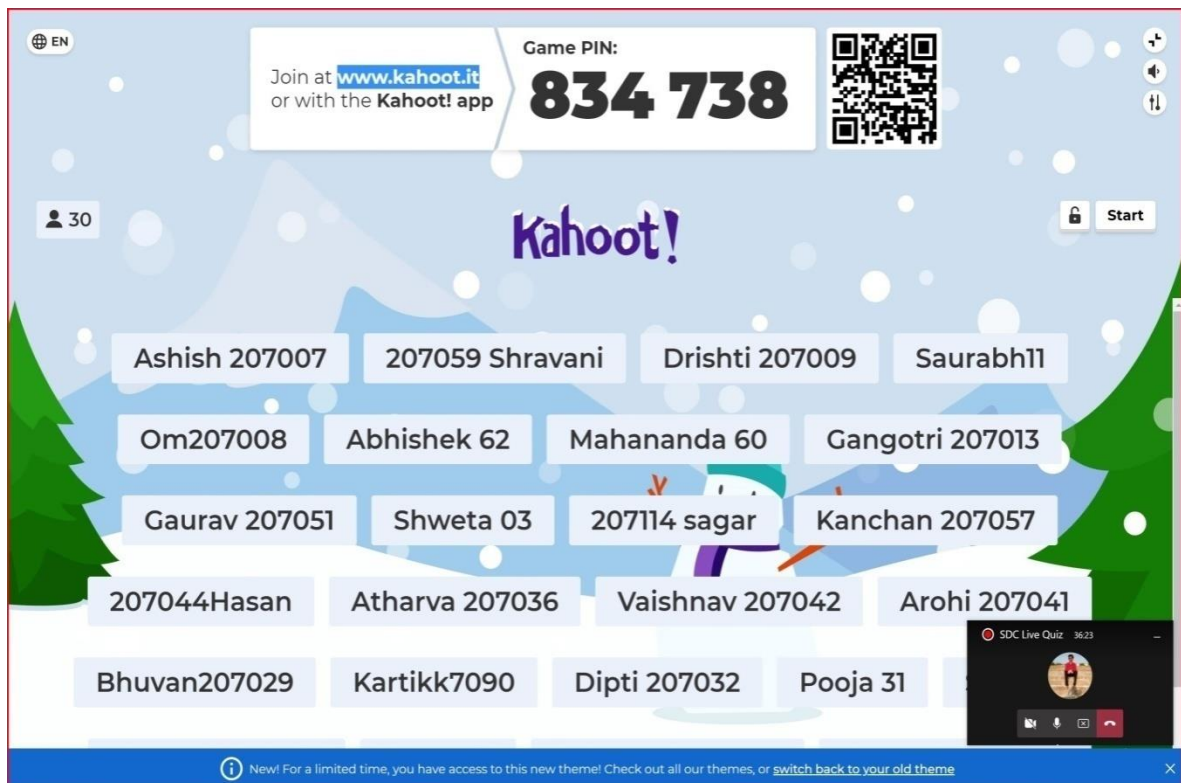 EN
Join at www.kahoot.it
or with the Kahoot! app
Game PIN:
834 738
30
Kahoot!
Start
Ashish 207007 207059 Shravani Drishti 207009 Saurabh11
Om207008 Abhishek 62 Mahananda 60 Gangotri 207013
Gaurav 207051 Shweta 03 207114 sagar Kanchan 207057
207044Hasan Atharva 207036 Vaishnav 207042 Arohi 207041
SDC Live Quiz 36:23
Bhuvan207029 Kartikk7090 Dipti 207032 Pooja 31
New! For a limited time, you have access to this new theme! Check out all our themes, or switch back to your old theme